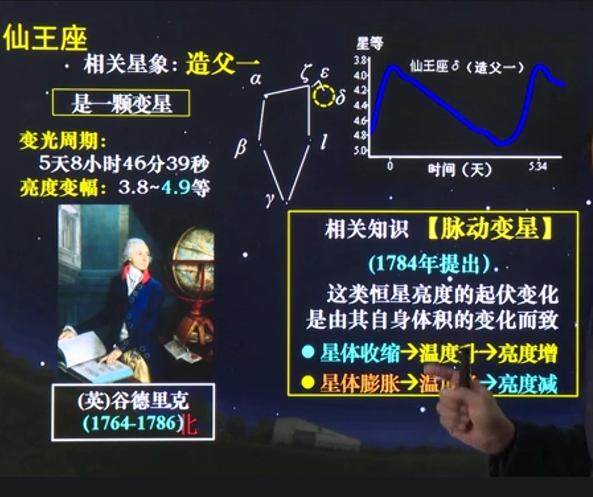 仙王座
· 相关星象：造父一
是一颗变星
变光周期：
5天8小时46分39秒
亮度变幅：3.8~4.9等
α
ζ
ε
δ
β
ι
γ
星等
仙王座δ（造父一）
3.8
4.0
4.2
4.4
4.6
4.8
5.0
0
5.34
时间（天）
相关知识【脉动变星】
(1784年提出).
这类恒星亮度的起伏变化
是由其自身体积的变化而致
星体收缩→温度升→亮度增
星体膨胀→温 →亮度减
(英)谷德里克
(1764-1786)
北